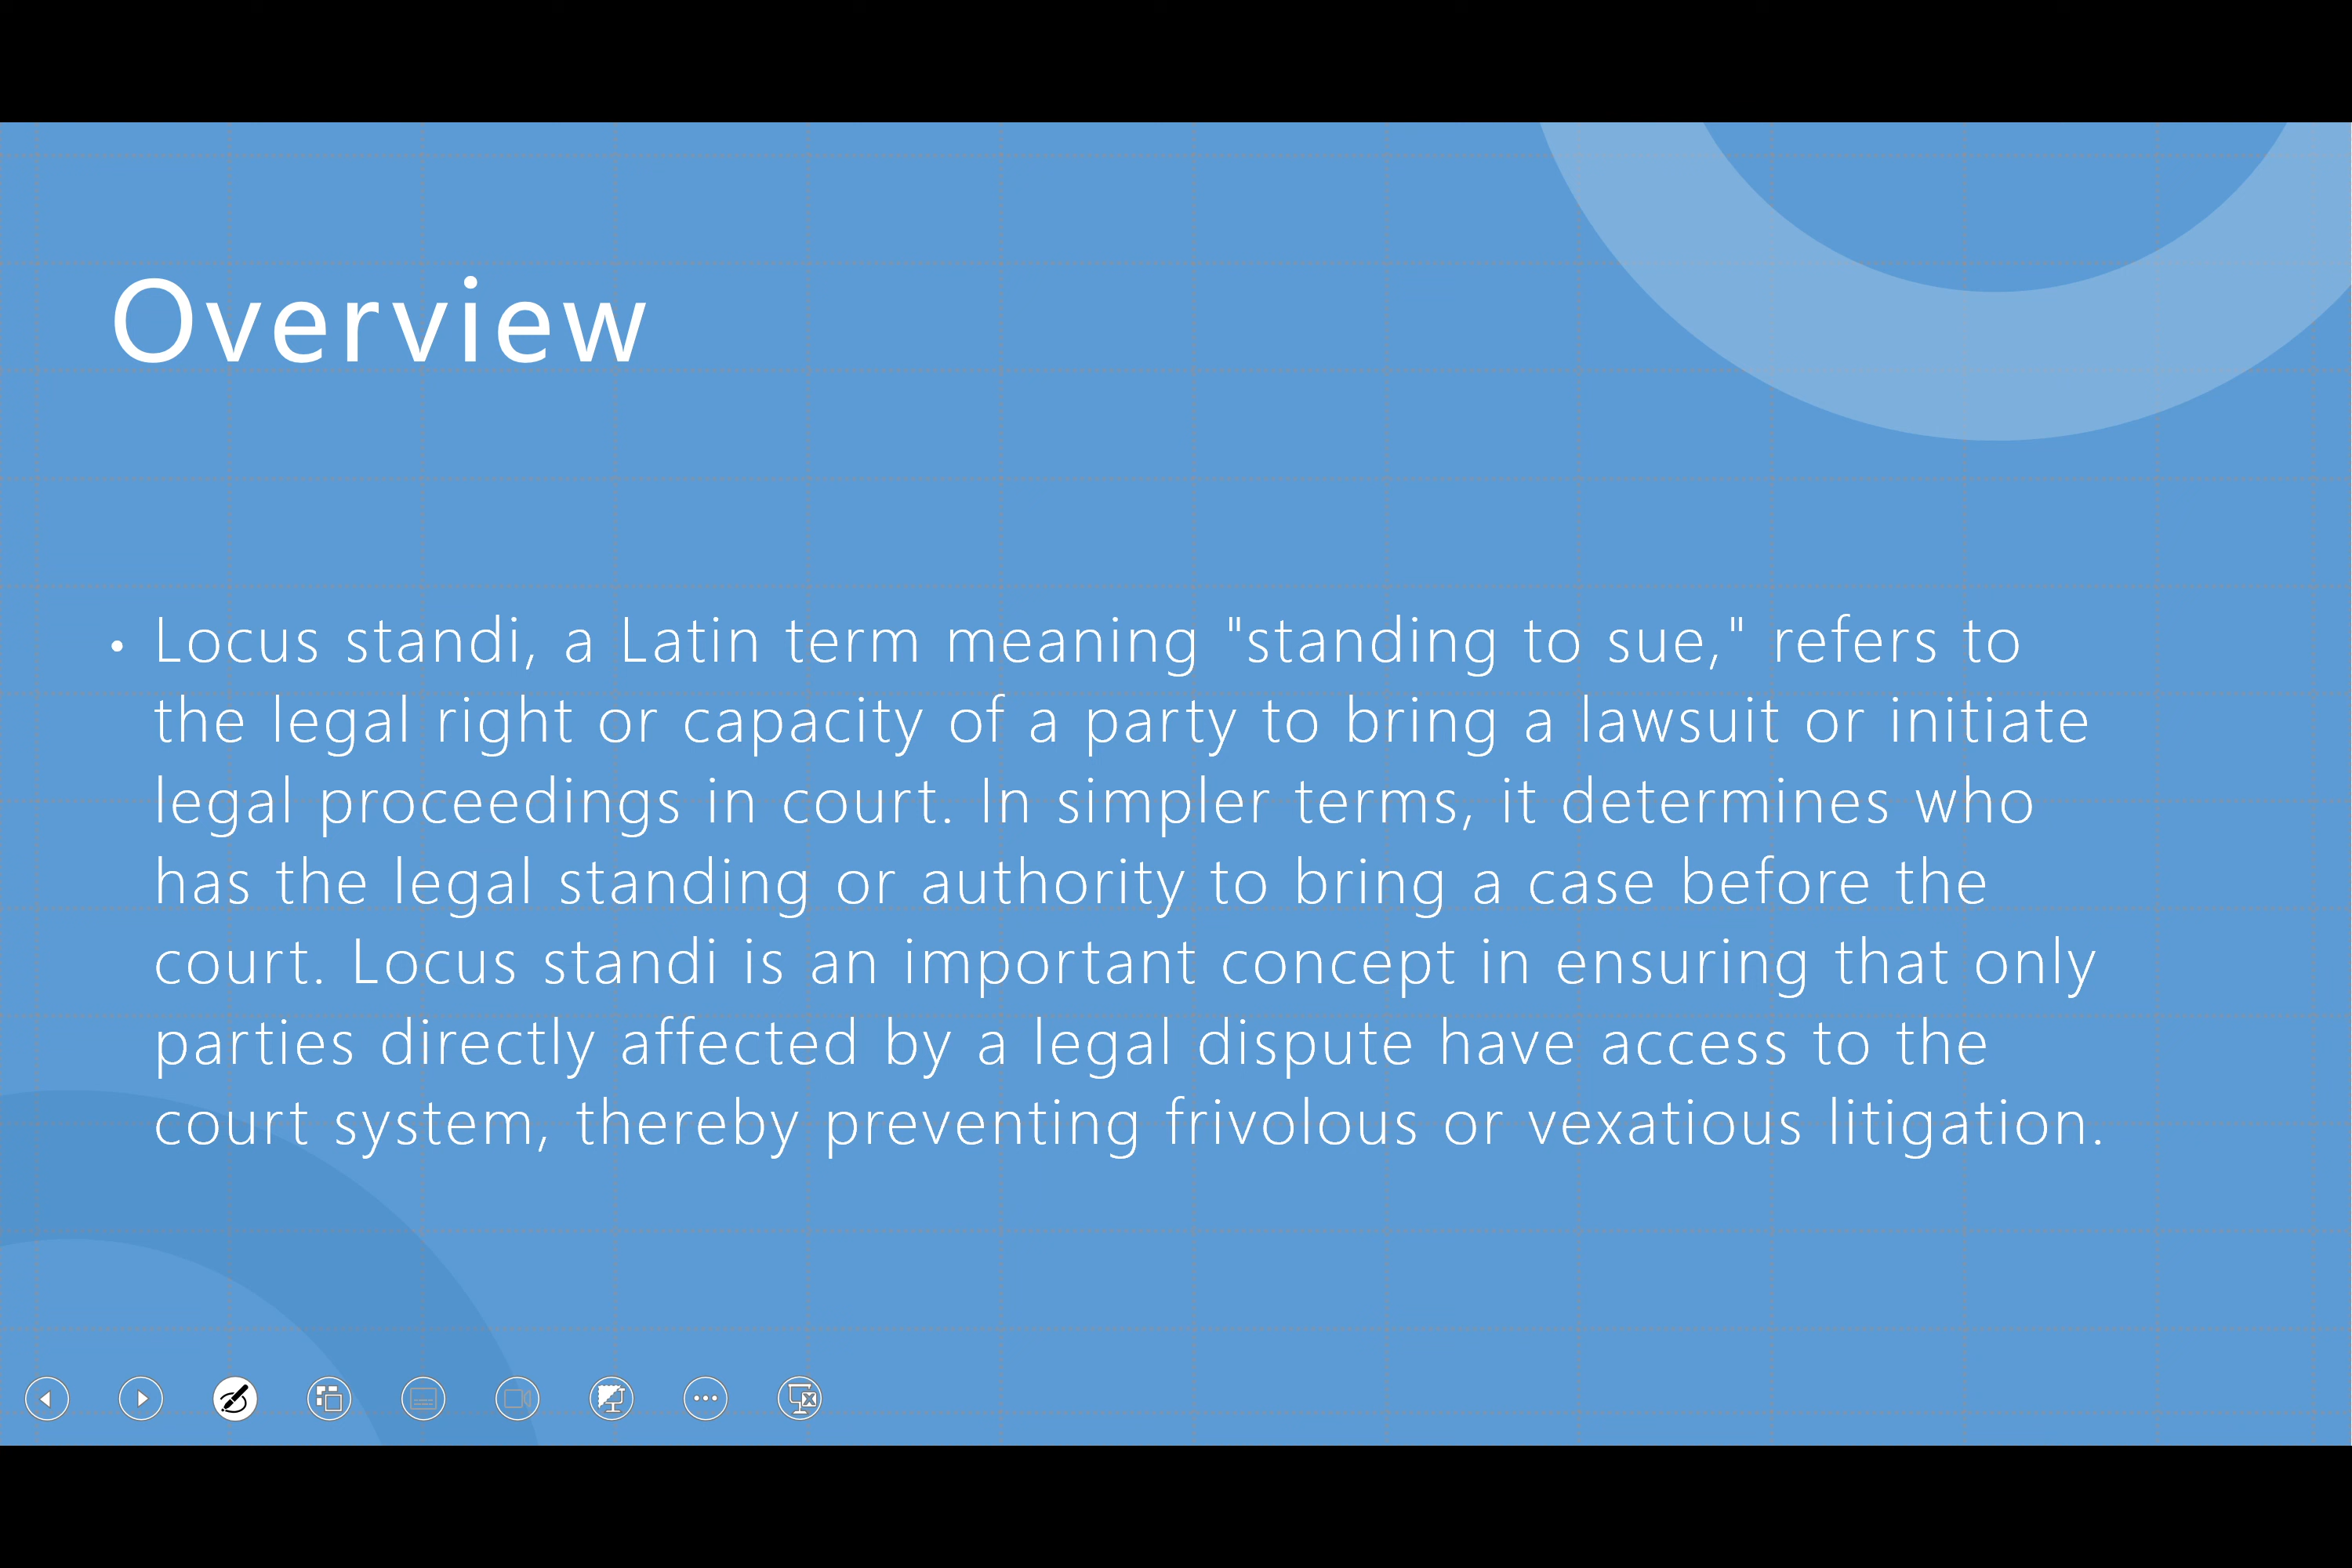 Overview
• Locus standi, a Latin term meaning "standing to sue," refers to
the legal right or capacity of a party to bring a lawsuit or initiate
legal proceedings in court. In simpler terms, it determines who
has the legal standing or authority to bring a case before the
court. Locus standi is an important concept in ensuring that only
parties directly affected by a legal dispute have access to the
court system, thereby preventing frivolous or vexatious litigation.